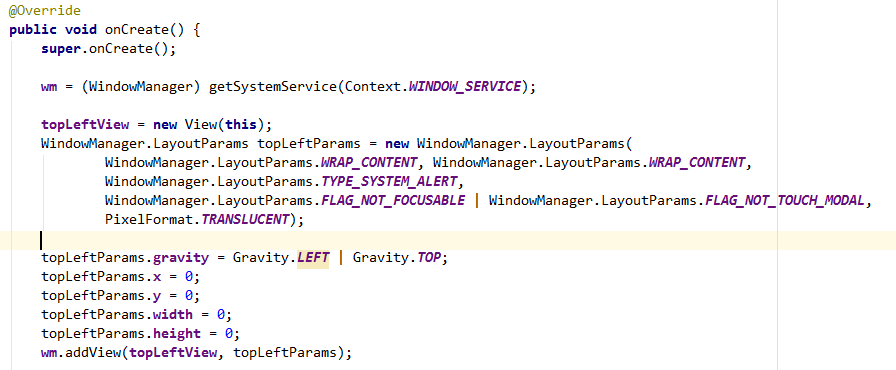 @Override
public void onCreate() {
super.onCreate();
wm = (WindowManager) getSystemService(Context.WINDOW_SERVICE);
topLeftView = new View(this);
WindowManager.LayoutParams topLeftParams = new WindowManager.LayoutParams(
WindowManager.LayoutParams.WRAP_CONTENT, WindowManager.LayoutParams.WRAP_CONTENT,
WindowManager.LayoutParams.TYPE_SYSTEM_ALERT,
WindowManager.LayoutParams.FLAG_NOT_FOCUSABLE | WindowManager.LayoutParams.FLAG_NOT_TOUCH_MODAL,
PixelFormat.TRANSLUCENT);
topLeftParams.gravity = Gravity.LEFT | Gravity.TOP;
topLeftParams.x = 0;
topLeftParams.y = 0;
topLeftParams.width = 0;
topLeftParams.height = 0;
wm.addView(topLeftView, topLeftParams);